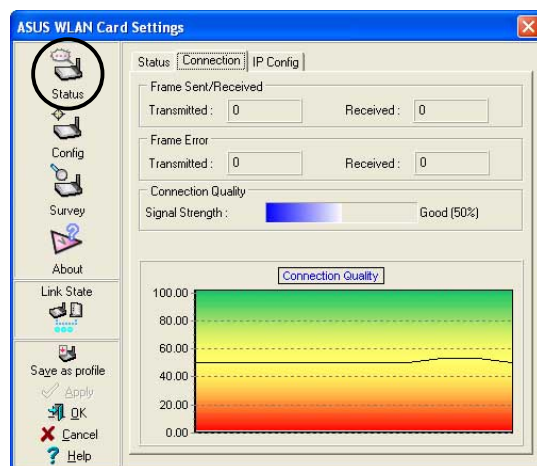 ASUS WLAN Card Settings
Status
Config
Survey
About
Link State
Save as profile
Apply
OK
Cancel
Help
Status Connection IP Config
Frame Sent/Received
Transmitted : 0 Received : 0
Frame Error
Transmitted : 0 Received : 0
Connection Quality
Signal Strength : Good (50%)
Connection Quality
100.00
80.00
60.00
40.00
20.00
0.00